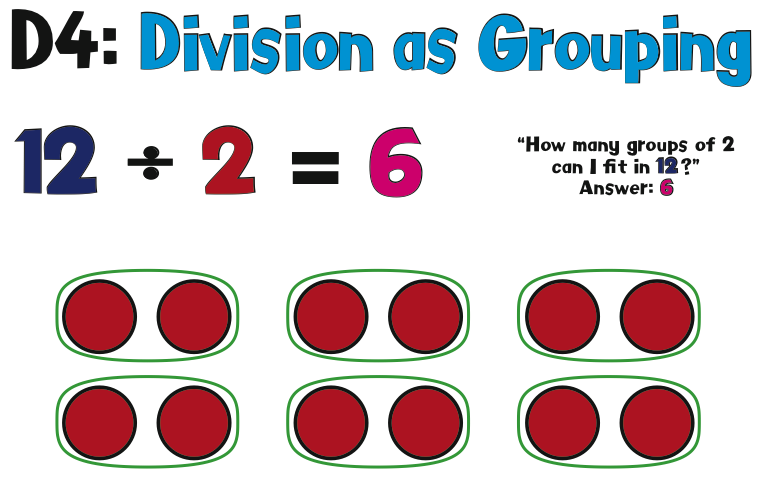 D4: Division as Grouping
12 ÷ 2 = 6
“How many groups of 2
can I fit in 12?”
Answer: 6